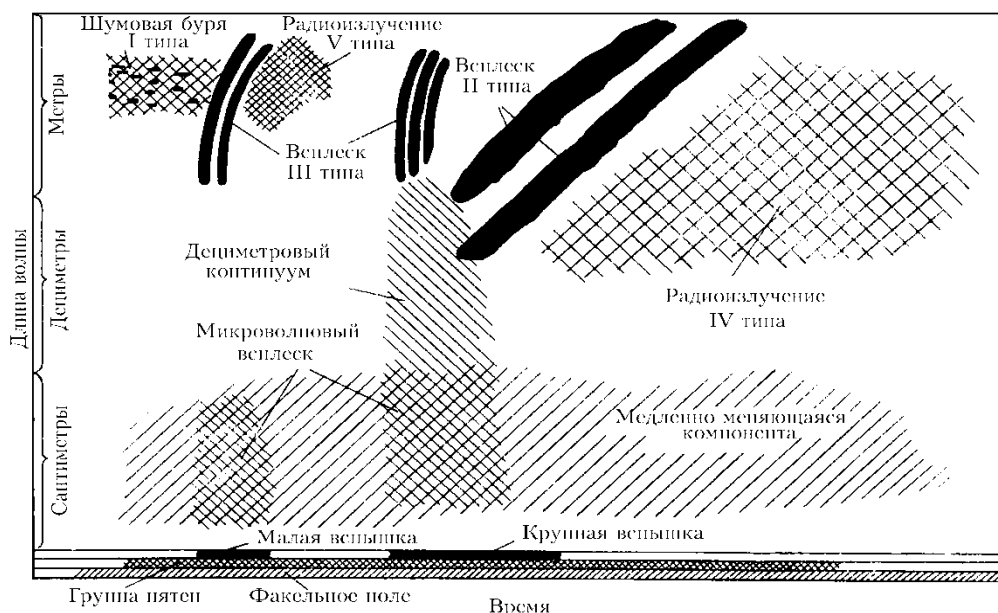 Шумовая буря
I типа
Радиоизлучение
V типа
Всплеск
II типа
Всплеск
III типа
Дециметровый
континуум
Радиоизлучение
IV типа
Микроволновый
всплеск
Медленно меняющаяся
компонента
Малая вспышка
Крупная вспышка
Группа пятен
Факельное поле
Время
Длина волны
Метры
Дециметры
Сантиметры